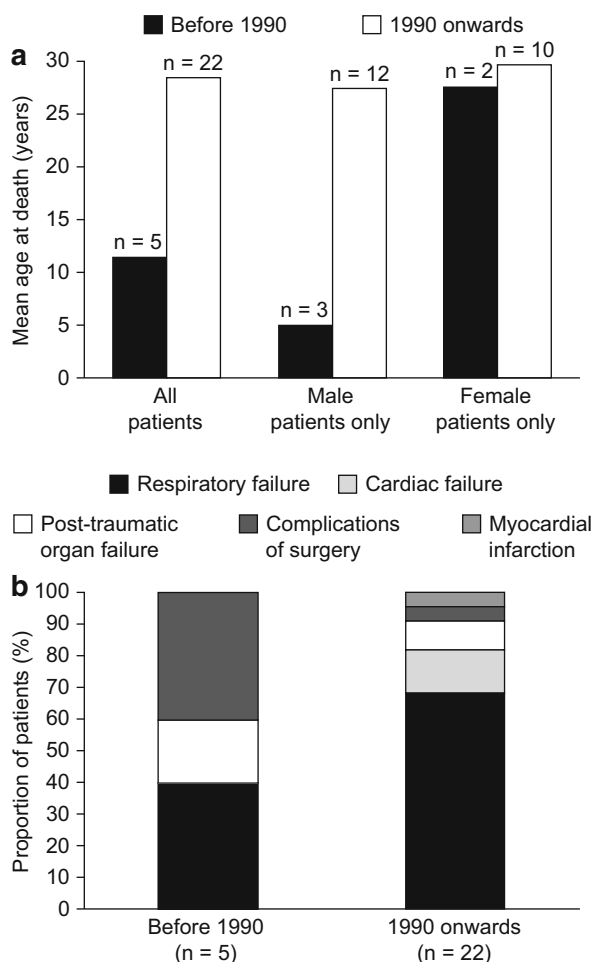 Before 1990 1990 onwards
a
n = 22 n = 12 n = 2 n = 10
n = 5
n = 3
Mean age at death (years)
30
25
20
15
10
5
0
All
patients
Male
patients only
Female
patients only
Respiratory failure Cardiac failure
Post-traumatic
organ failure
Complications
of surgery
Myocardial
infarction
b
Proportion of patients (%)
100
90
80
70
60
50
40
30
20
10
0
Before 1990
(n = 5)
1990 onwards
(n = 22)